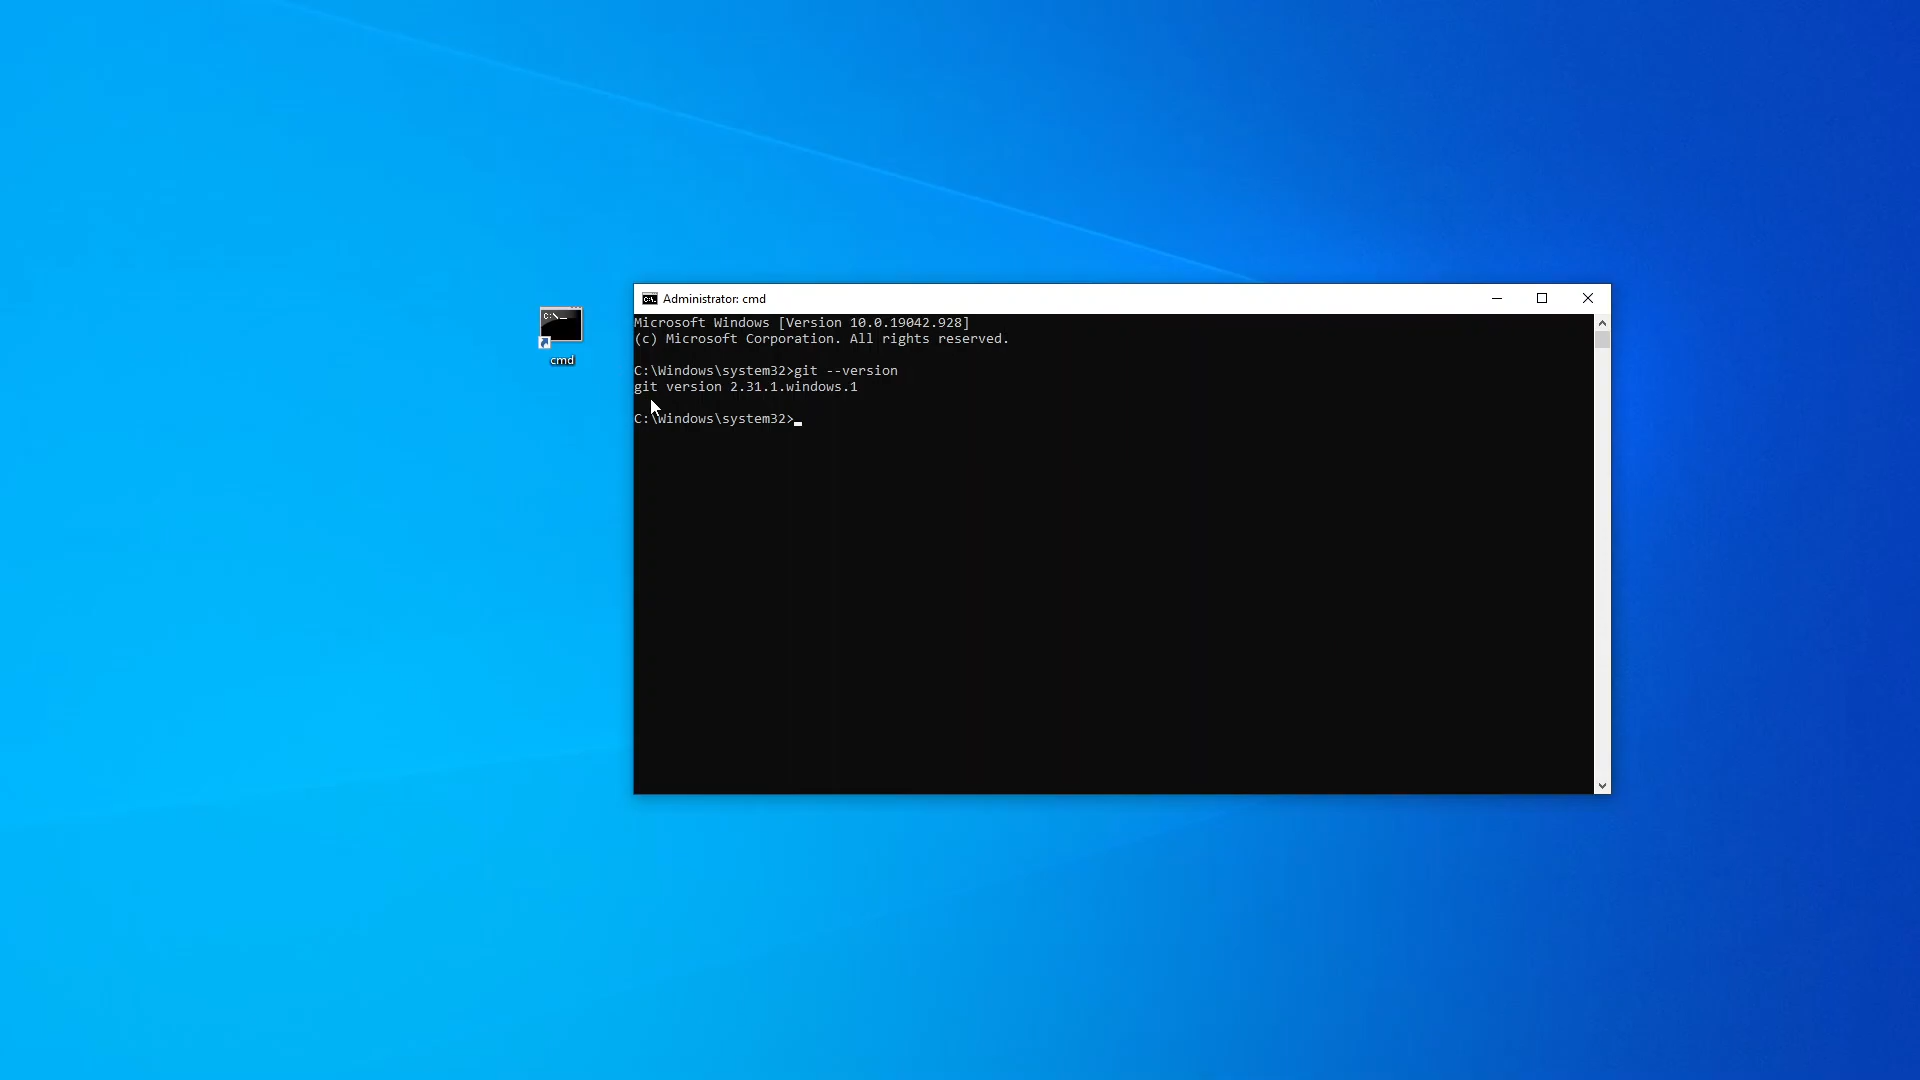 Administrator: cmd
Microsoft Windows [Version 10.0.19042.928]
(c) Microsoft Corporation. All rights reserved.
C:\Windows\system32>git --version
git version 2.31.1.windows.1
C:\Windows\system32>
cmd